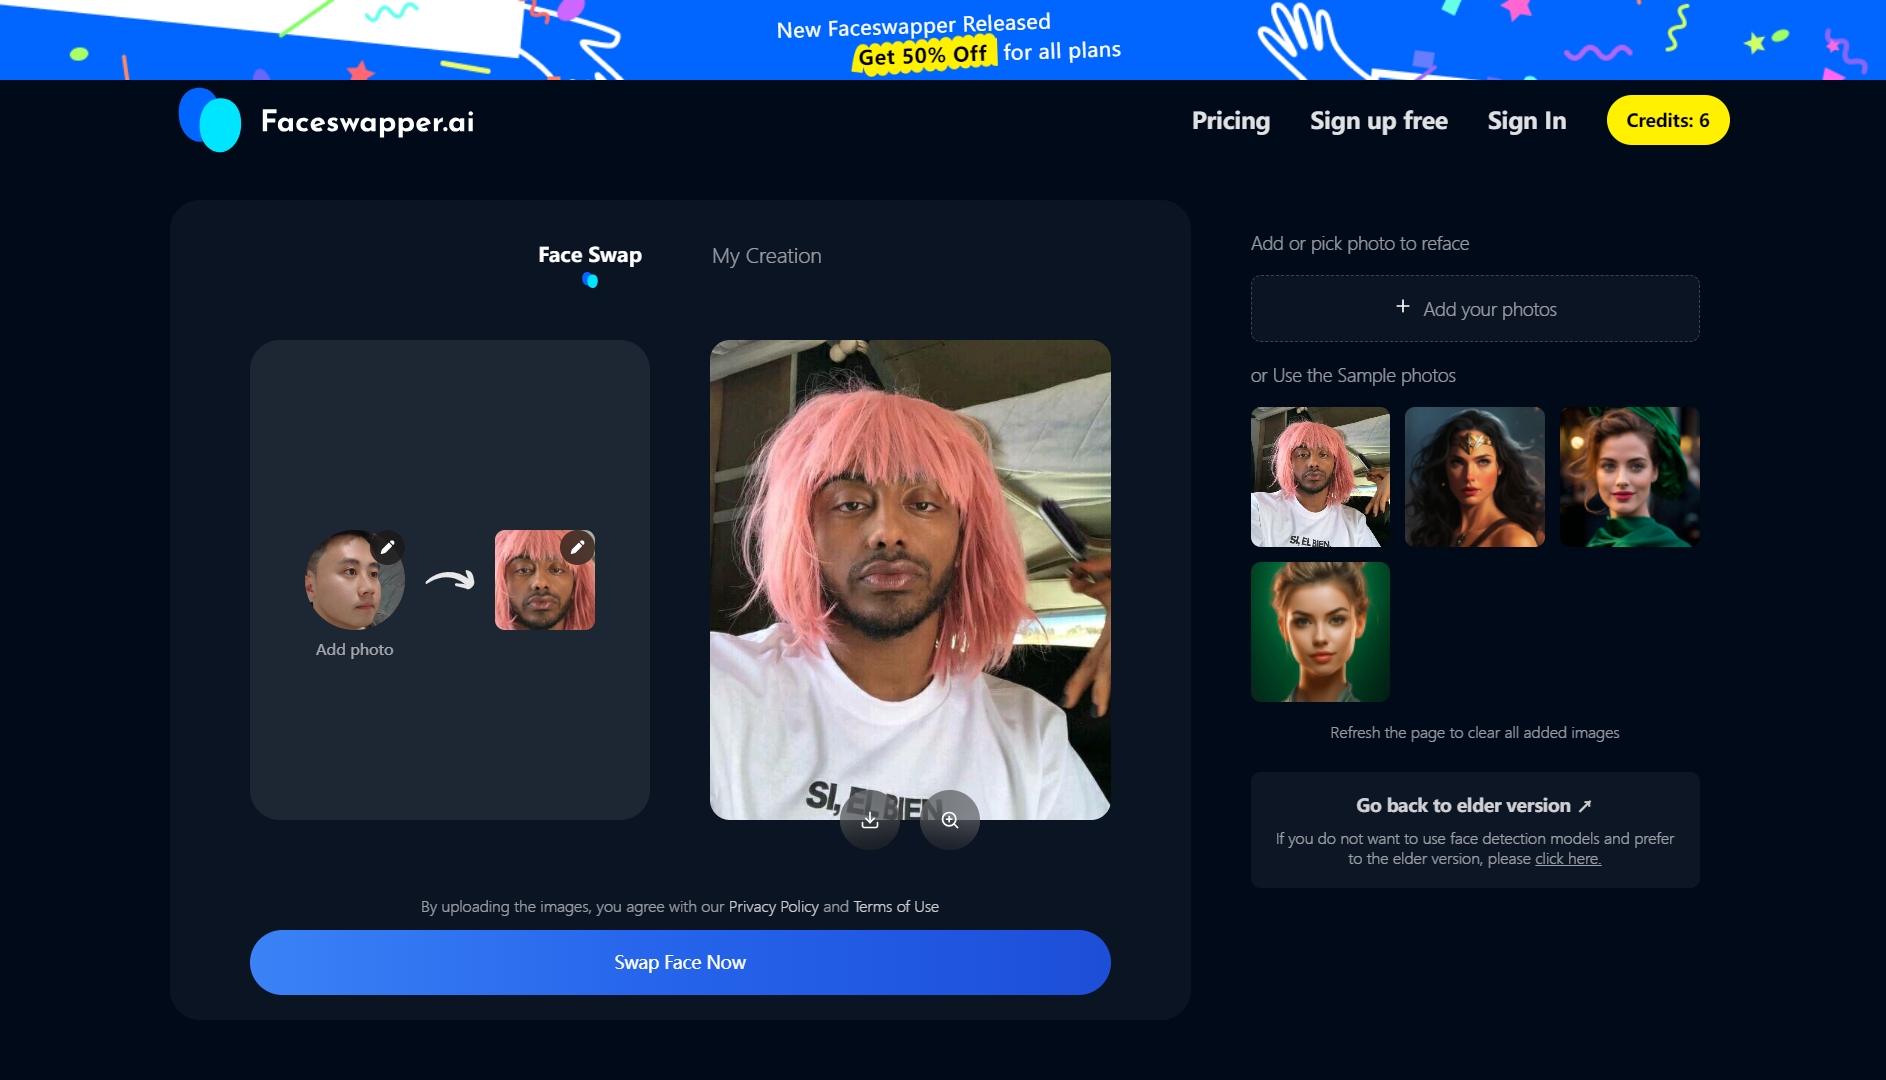 New Faceswapper Released
Get 50% Off for all plans
Faceswapper.ai
Pricing
Sign up free
Sign In
Credits: 6
Face Swap
My Creation
Add photo
SI, EL BIEN
By uploading the images, you agree with our Privacy Policy and Terms of Use
Swap Face Now
Add or pick photo to reface
+ Add your photos
or Use the Sample photos
SI, EL BIEN
Refresh the page to clear all added images
Go back to elder version ↗
If you do not want to use face detection models and prefer
to the elder version, please click here.